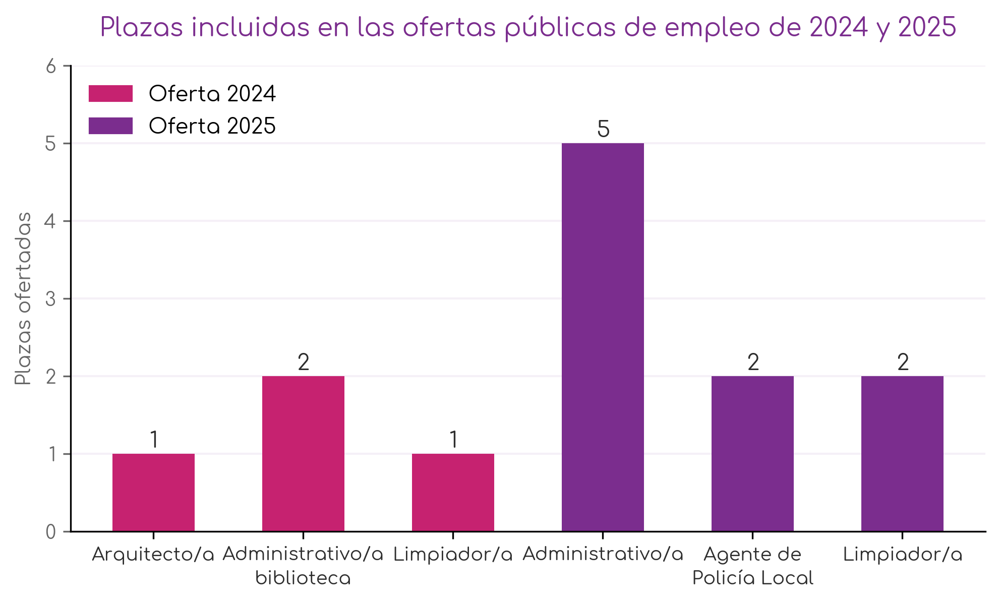 Plazas incluidas en las ofertas públicas de empleo de 2024 y 2025
Oferta 2024
Oferta 2025
Plazas ofertadas
6
5
4
3
2
1
0
1
2
1
5
2
2
Arquitecto/a
Administrativo/a
biblioteca
Limpiador/a
Administrativo/a
Agente de
Policía Local
Limpiador/a